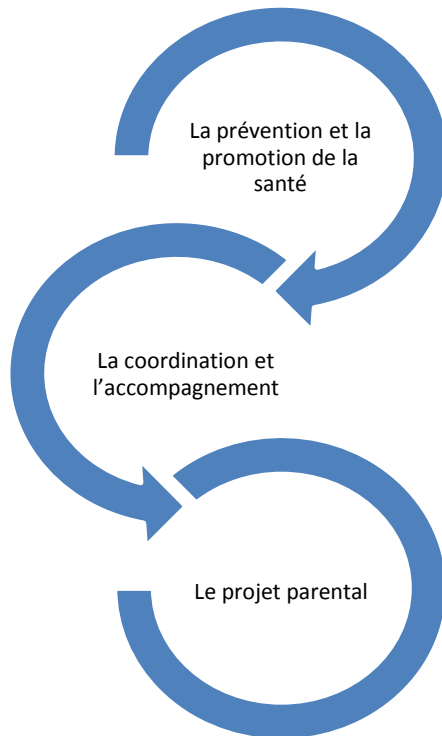 La prévention et la
promotion de la
santé
La coordination et
l’accompagnement
Le projet parental